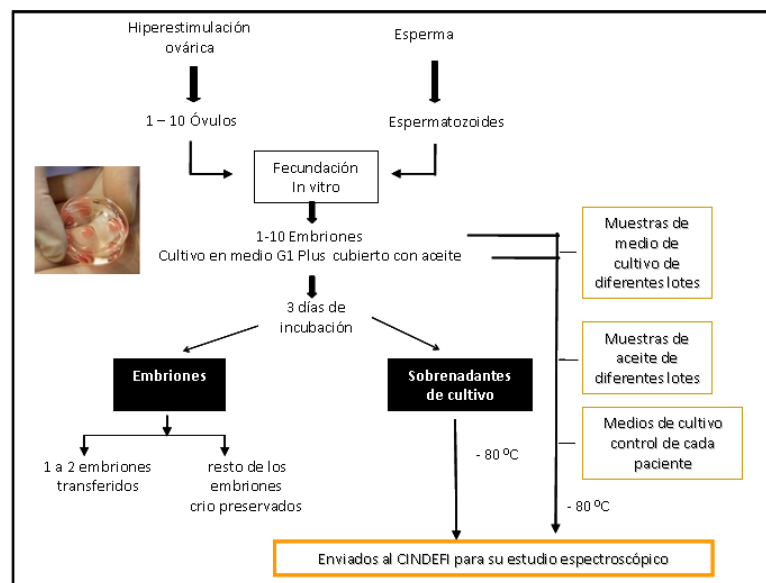 Hiperestimulación
ovárica
Esperma
1 – 10 Óvulos
Espermatozoides
Fecundación
In vitro
1-10 Embriones
Cultivo en medio G1 Plus cubierto con aceite
Muestras de
medio de
cultivo de
diferentes lotes
3 días de
incubación
Muestras de
aceite de
diferentes lotes
Embriones
Sobrenadantes
de cultivo
Medios de cultivo
control de cada
paciente
1 a 2 embriones
transferidos
resto de los
embriones
crio preservados
- 80 ºC
- 80 ºC
Enviados al CINDEFI para su estudio espectroscópico